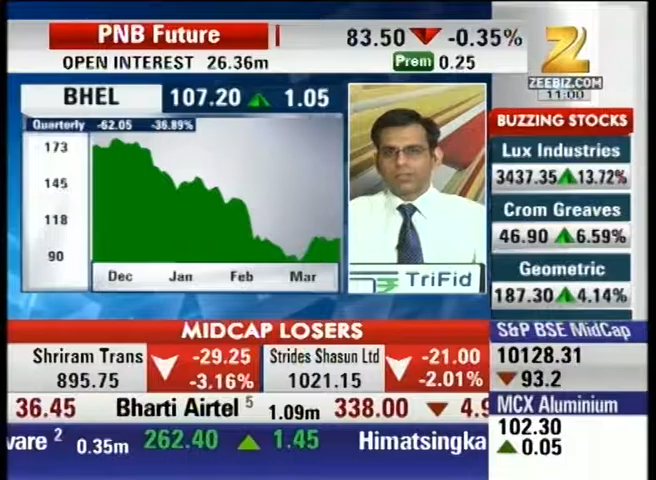 PNB Future
83.50 -0.35%
OPEN INTEREST 26.36m
Prem 0.25
Z
ZEEBIZ.COM
11:00
BHEL 107.20 1.05
Quarterly -62.05 -36.89%
173
145
118
90
Dec Jan Feb Mar
TriFid
BUZZING STOCKS
Lux Industries
3437.35 13.72%
Crom Greaves
46.90 6.59%
Geometric
187.30 4.14%
MIDCAP LOSERS
Shriram Trans -29.25
895.75 -3.16%
Strides Shasun Ltd -21.00
1021.15 -2.01%
S&P BSE MidCap
10128.31
93.2
36.45 Bharti Airtel 5 1.09m 338.00 4.9
MCX Aluminium
102.30
0.05
vare 2 0.35m 262.40 1.45 Himatsingka